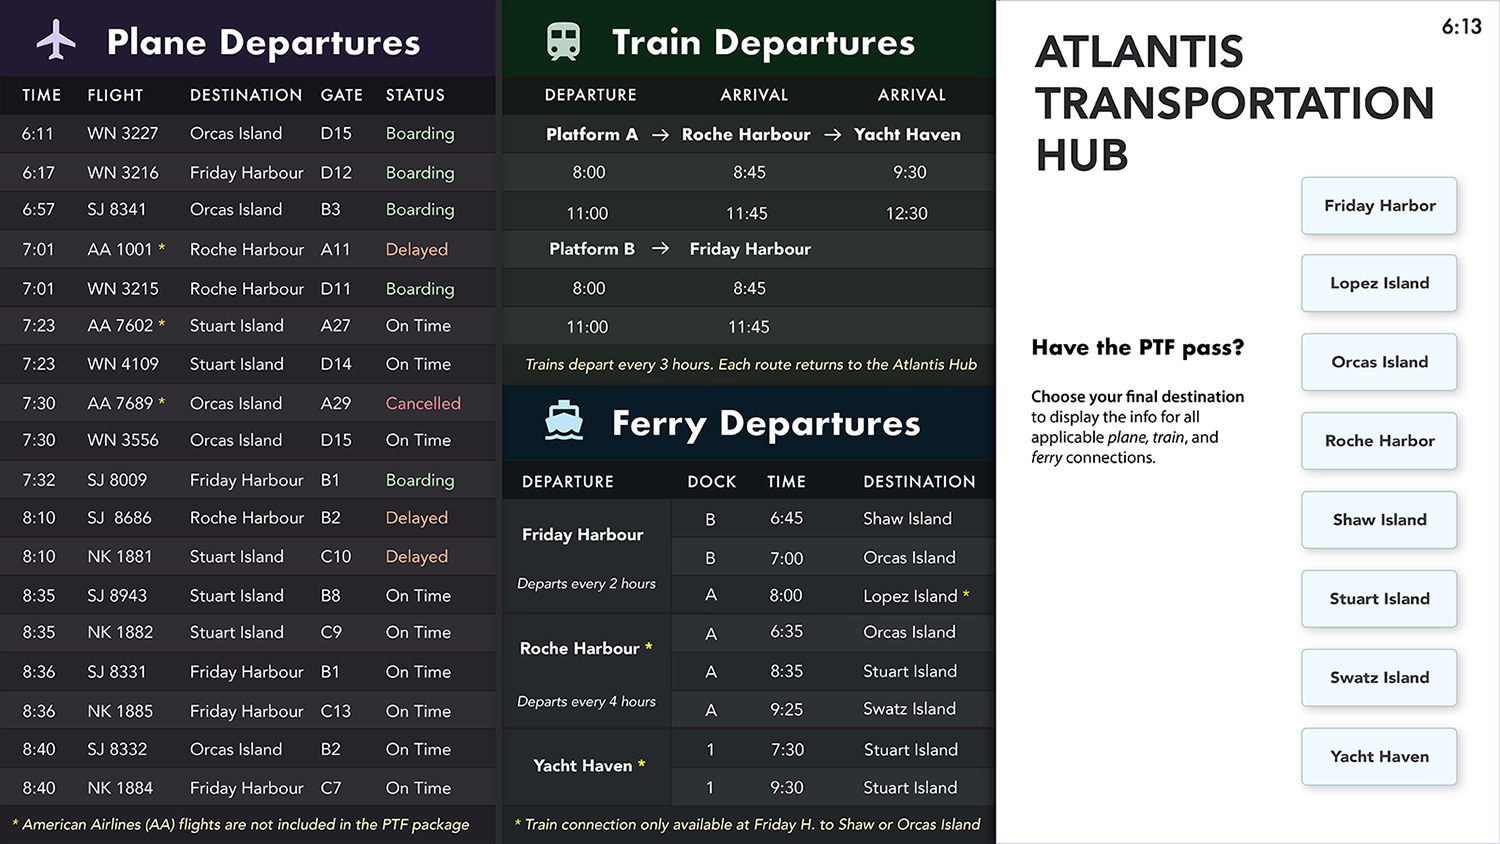 Plane Departures
TIME FLIGHT DESTINATION GATE STATUS
6:11 WN 3227 Orcas Island D15 Boarding
6:17 WN 3216 Friday Harbour D12 Boarding
6:57 SJ 8341 Orcas Island B3 Boarding
7:01 AA 1001 * Roche Harbour A11 Delayed
7:01 WN 3215 Roche Harbour D11 Boarding
7:23 AA 7602 * Stuart Island A27 On Time
7:23 WN 4109 Stuart Island D14 On Time
7:30 AA 7689 * Orcas Island A29 Cancelled
7:30 WN 3556 Orcas Island D15 On Time
7:32 SJ 8009 Friday Harbour B1 Boarding
8:10 SJ 8686 Roche Harbour B2 Delayed
8:10 NK 1881 Stuart Island C10 Delayed
8:35 SJ 8943 Stuart Island B8 On Time
8:35 NK 1882 Stuart Island C9 On Time
8:36 SJ 8331 Friday Harbour B1 On Time
8:36 NK 1885 Friday Harbour C13 On Time
8:40 SJ 8332 Orcas Island B2 On Time
8:40 NK 1884 Friday Harbour C7 On Time
* American Airlines (AA) flights are not included in the PTF package
Train Departures
DEPARTURE ARRIVAL ARRIVAL
Platform A → Roche Harbour → Yacht Haven
8:00 8:45 9:30
11:00 11:45 12:30
Platform B → Friday Harbour
8:00 8:45
11:00 11:45
Trains depart every 3 hours. Each route returns to the Atlantis Hub
Ferry Departures
DEPARTURE DOCK TIME DESTINATION
Friday Harbour
Departs every 2 hours
B 6:45 Shaw Island
B 7:00 Orcas Island
A 8:00 Lopez Island *
Roche Harbour *
Departs every 4 hours
A 6:35 Orcas Island
A 8:35 Stuart Island
A 9:25 Swatz Island
Yacht Haven *
1 7:30 Stuart Island
1 9:30 Stuart Island
* Train connection only available at Friday H. to Shaw or Orcas Island
6:13
ATLANTIS
TRANSPORTATION
HUB
Have the PTF pass?
Choose your final destination
to display the info for all
applicable plane, train, and
ferry connections.
Friday Harbor
Lopez Island
Orcas Island
Roche Harbor
Shaw Island
Stuart Island
Swatz Island
Yacht Haven